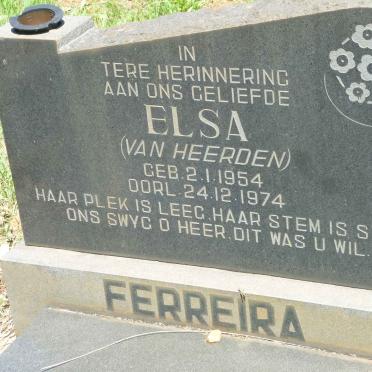 IN
TERE HERINNERING
AAN ONS GELIEFDE
ELSA
(VAN HEERDEN)
GEB. 2.1.1954
OORL. 24.12.1974
HAAR PLEK IS LEEG, HAAR STEM IS S
ONS SWYG O HEER, DIT WAS U WIL.
FERREIRA